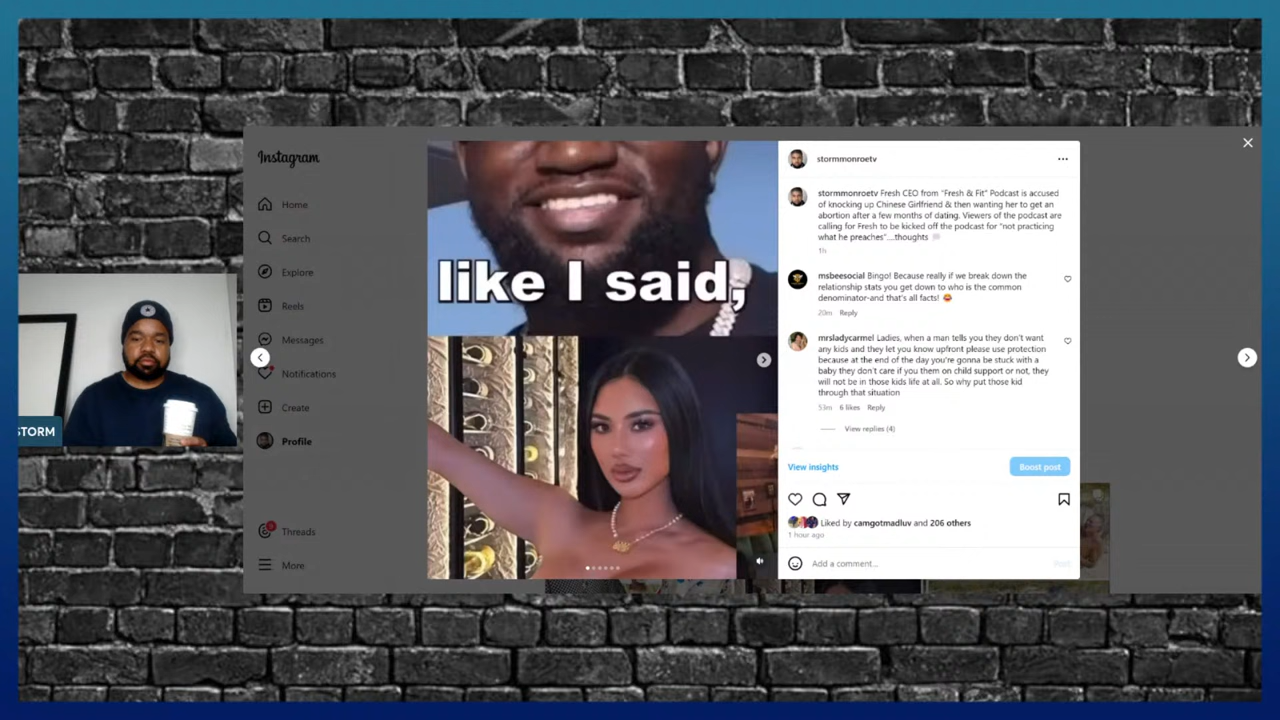 Instagram
Home
Search
Explore
Reels
Messages
Notifications
Create
Profile
Threads
More
STORM
like I said,
stormmonroetv
stormmonroetv Fresh CEO from "Fresh & Fit" Podcast is accused
of knocking up Chinese Girlfriend & then wanting her to get an
abortion after a few months of dating. Viewers of the podcast are
calling for Fresh to be kicked off the podcast for "not practicing
what he preaches"....thoughts
1h
msbeesocial Bingo! Because really if we break down the
relationship stats you get down to who is the common
denominator-and that's all facts!
20m Reply
mrsladycarmel Ladies, when a man tells you they don't want
any kids and they let you know upfront please use protection
because at the end of the day you're gonna be stuck with a
baby they don't care if you them on child support or not, they
will not be in those kids life at all. So why put those kid
through that situation
53m 6 likes Reply
View replies (4)
View insights
Boost post
Liked by camgotmadluv and 206 others
1 hour ago
Add a comment...
Post